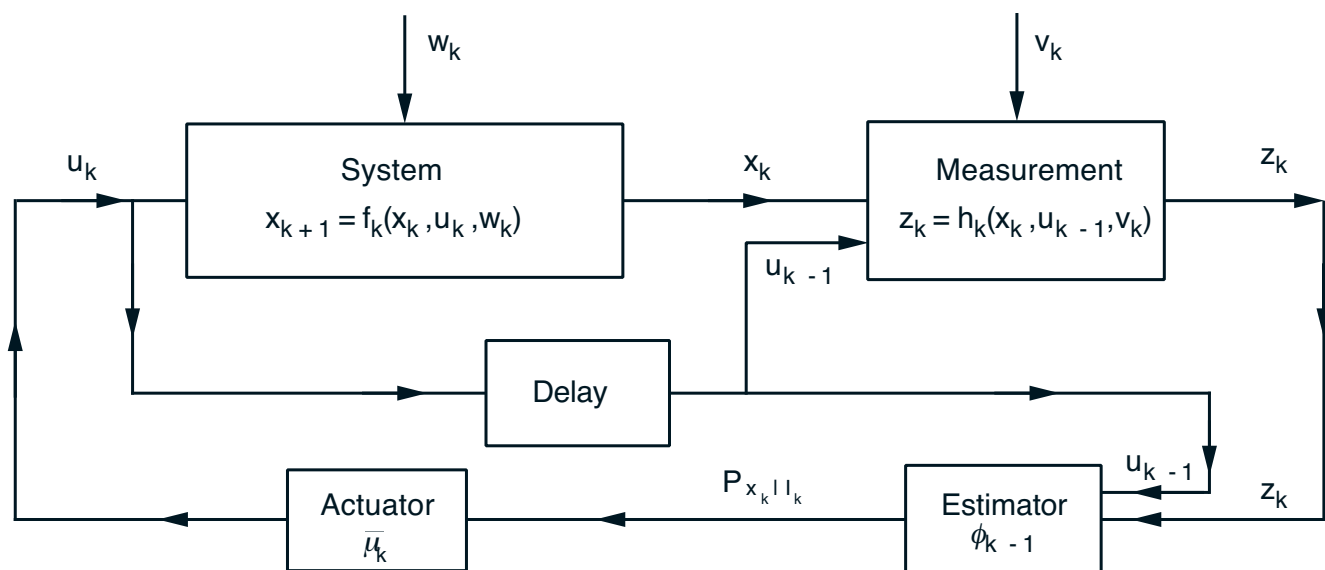 w_k
v_k
u_k
System
x_k
Measurement
z_k
x_{k+1} = f_k(x_k, u_k, w_k)
z_k = h_k(x_k, u_{k-1}, v_k)
u_{k-1}
Delay
u_{k-1}
P_{x_k | I_k}
z_k
Actuator
\overline{μ}_k
Estimator
ϕ_{k-1}